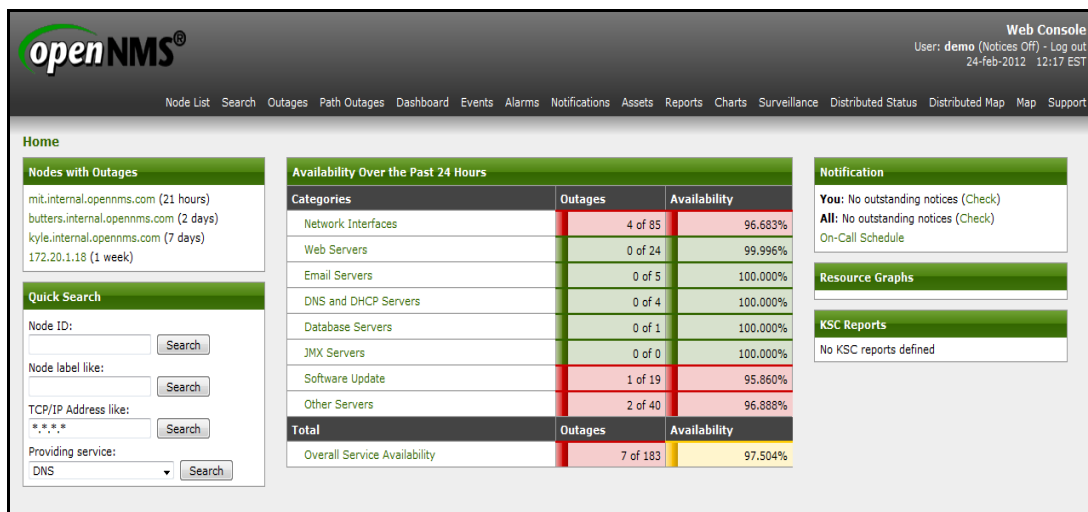 openNMS®
Web Console
User: demo (Notices Off) - Log out
24-feb-2012 12:17 EST
Node List Search Outages Path Outages Dashboard Events Alarms Notifications Assets Reports Charts Surveillance Distributed Status Distributed Map Map Support
Home
Nodes with Outages
mit.internal.opennms.com (21 hours)
butters.internal.opennms.com (2 days)
kyle.internal.opennms.com (7 days)
172.20.1.18 (1 week)
Quick Search
Node ID:
Search
Node label like:
Search
TCP/IP Address like:
*.*.*.* Search
Providing service:
DNS Search
Availability Over the Past 24 Hours
Categories Outages Availability
Network Interfaces 4 of 85 96.683%
Web Servers 0 of 24 99.996%
Email Servers 0 of 5 100.000%
DNS and DHCP Servers 0 of 4 100.000%
Database Servers 0 of 1 100.000%
JMX Servers 0 of 0 100.000%
Software Update 1 of 19 95.860%
Other Servers 2 of 40 96.888%
Total Outages Availability
Overall Service Availability 7 of 183 97.504%
Notification
You: No outstanding notices (Check)
All: No outstanding notices (Check)
On-Call Schedule
Resource Graphs
KSC Reports
No KSC reports defined